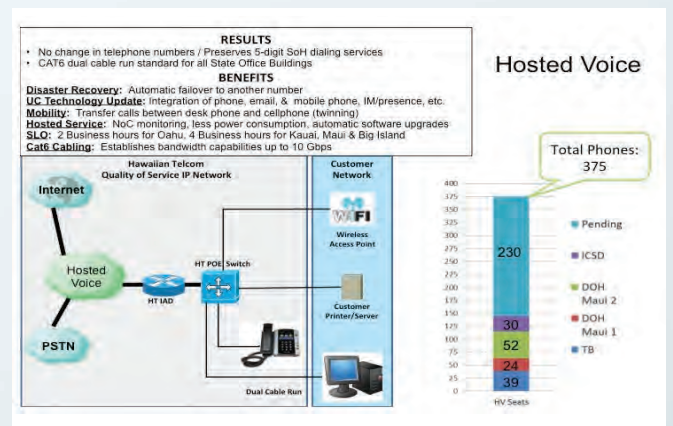 RESULTS
• No change in telephone numbers / Preserves 5-digit SoH dialing services
• CAT6 dual cable run standard for all State Office Buildings
BENEFITS
Disaster Recovery: Automatic failover to another number
UC Technology Update: Integration of phone, email, & mobile phone, IM/presence, etc.
Mobility: Transfer calls between desk phone and cellphone (twinning)
Hosted Service: NoC monitoring, less power consumption, automatic software upgrades
SLO: 2 Business hours for Oahu, 4 Business hours for Kauai, Maui & Big Island
Cat6 Cabling: Establishes bandwidth capabilities up to 10 Gbps
Hawaiian Telcom
Quality of Service IP Network
Customer
Network
Internet
Hosted
Voice
PSTN
HT IAD
HT POE Switch
Dual Cable Run
WiFi
Wireless
Access Point
Customer
Printer/Server
Hosted Voice
Total Phones:
375
400
375
350
325
300
275
250
225
200
175
150
125
100
75
50
25
0
230
30
52
24
39
HV Seats
Pending
ICSD
DOH
Maui 2
DOH
Maui 1
TB